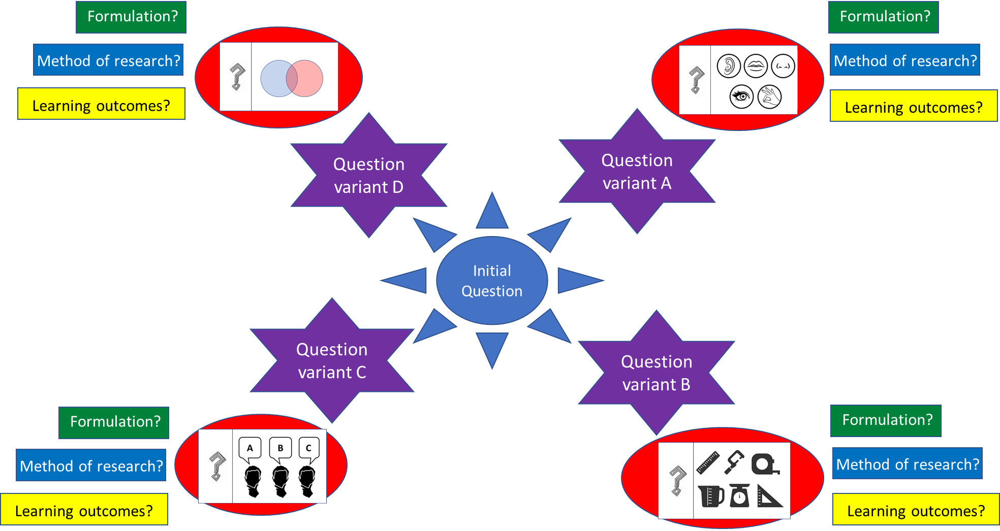 Formulation?
Method of research?
Learning outcomes?
?
Question
variant D
Formulation?
Method of research?
Learning outcomes?
?
Question
variant A
Initial
Question
Question
variant C
Formulation?
Method of research?
Learning outcomes?
?
A B C
Question
variant B
Formulation?
Method of research?
Learning outcomes?
?